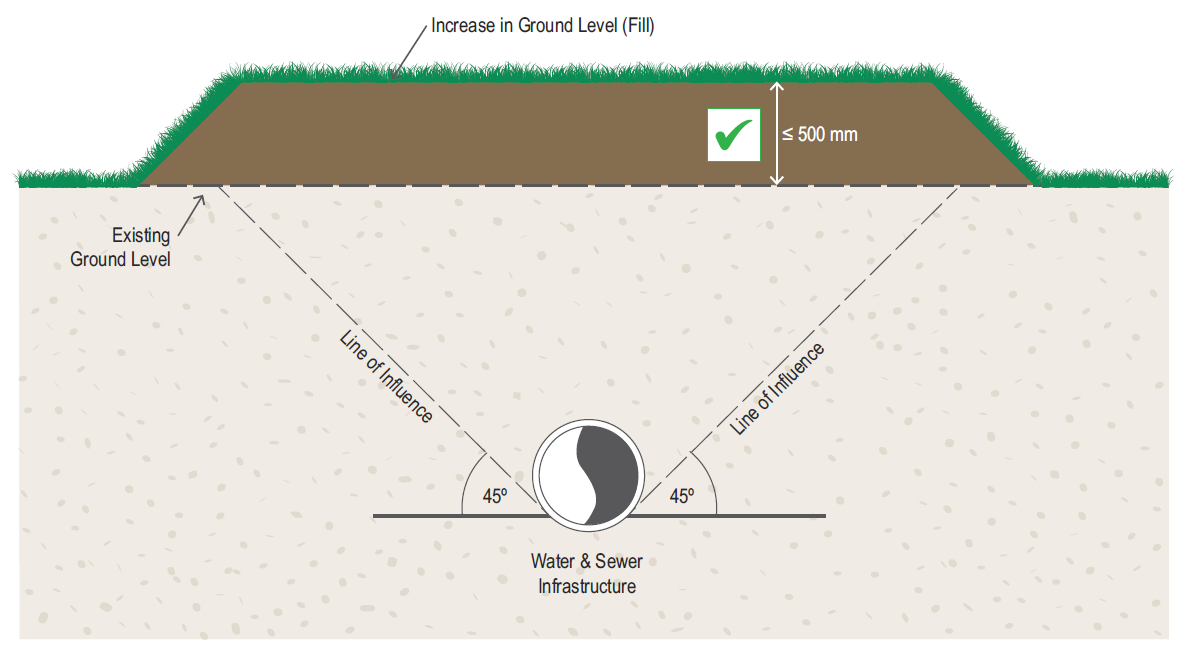 Increase in Ground Level (Fill)
≤ 500 mm
Existing
Ground Level
Line of Influence
Line of Influence
45º
45º
Water & Sewer
Infrastructure